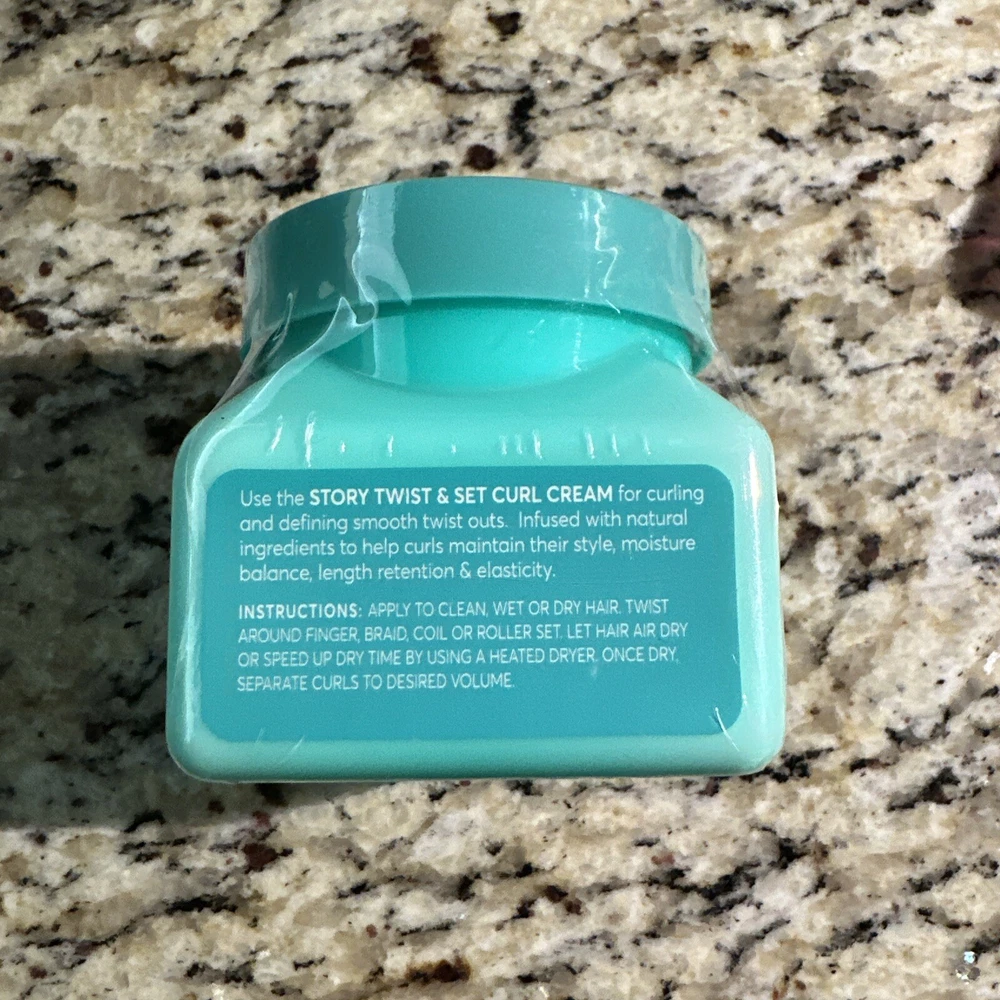 Use the STORY TWIST & SET CURL CREAM for curling
and defining smooth twist outs. Infused with natural
ingredients to help curls maintain their style, moisture
balance, length retention & elasticity.
INSTRUCTIONS: APPLY TO CLEAN, WET OR DRY HAIR. TWIST
AROUND FINGER, BRAID, COIL OR ROLLER SET. LET HAIR AIR DRY
OR SPEED UP DRY TIME BY USING A HEATED DRYER. ONCE DRY,
SEPARATE CURLS TO DESIRED VOLUME.